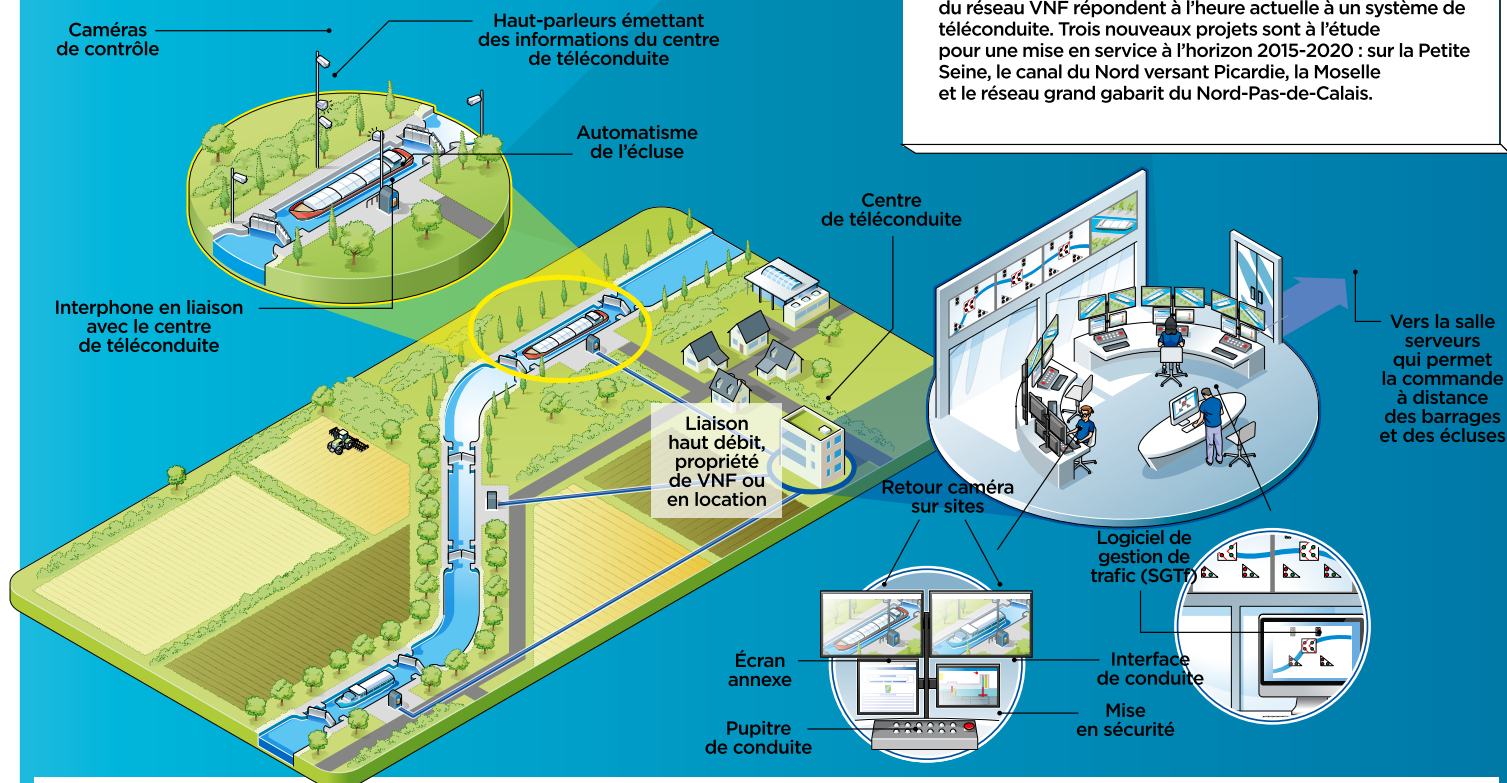 du réseau VNF répondent à l'heure actuelle à un système de
téléconduite. Trois nouveaux projets sont à l'étude
pour une mise en service à l'horizon 2015-2020 : sur la Petite
Seine, le canal du Nord versant Picardie, la Moselle
et le réseau grand gabarit du Nord-Pas-de-Calais.
Caméras
de contrôle
Haut-parleurs émettant
des informations du centre
de téléconduite
Automatisme
de l'écluse
Interphone en liaison
avec le centre
de téléconduite
Centre
de téléconduite
Vers la salle
serveurs
qui permet
la commande
à distance
des barrages
et des écluses
Liaison
haut débit,
propriété
de VNF ou
en location
Retour caméra
sur sites
Logiciel de
gestion de
trafic (SGTf)
Écran
annexe
Interface
de conduite
Pupitre
de conduite
Mise
en sécurité